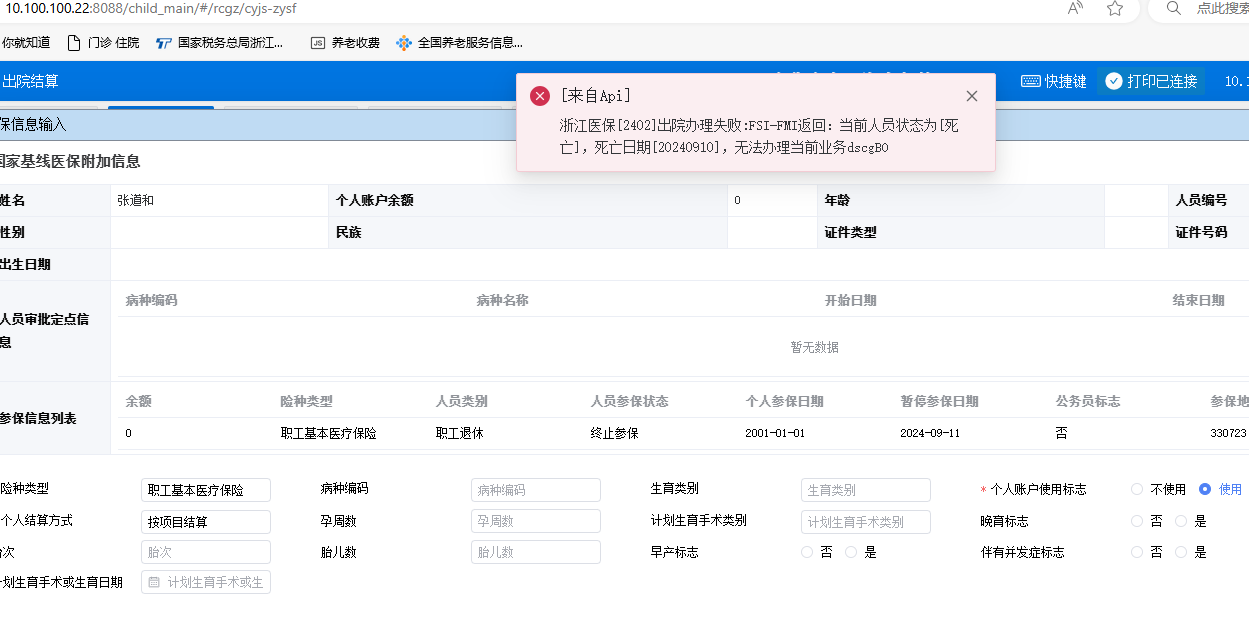 10.100.100.22:8088/child_main/#/rcgz/cyjs-zysf
点此搜索
你就知道 门诊 住院 国家税务总局浙江... 养老收费 全国养老服务信息...
出院结算 快捷键 打印已连接 10.1
[来自Api]
浙江医保[2402]出院办理失败:FSI-FMI返回: 当前人员状态为[死
亡], 死亡日期[20240910], 无法办理当前业务dscgB0
保信息输入
国家基线医保附加信息
姓名 张道和 个人账户余额 0 年龄 人员编号
性别 民族 证件类型 证件号码
出生日期
病种编码 病种名称 开始日期 结束日期
人员审批定点信
息
暂无数据
余额 险种类型 人员类别 人员参保状态 个人参保日期 暂停参保日期 公务员标志 参保地
参保信息列表
0 职工基本医疗保险 职工退休 终止参保 2001-01-01 2024-09-11 否 330723
险种类型 职工基本医疗保险 病种编码 病种编码 生育类别 生育类别 * 个人账户使用标志 不使用 使用
个人结算方式 按项目结算 孕周数 孕周数 计划生育手术类别 计划生育手术类别 晚育标志 否 是
胎次 胎次 胎儿数 胎儿数 早产标志 否 是 伴有并发症标志 否 是
计划生育手术或生育日期 计划生育手术或生